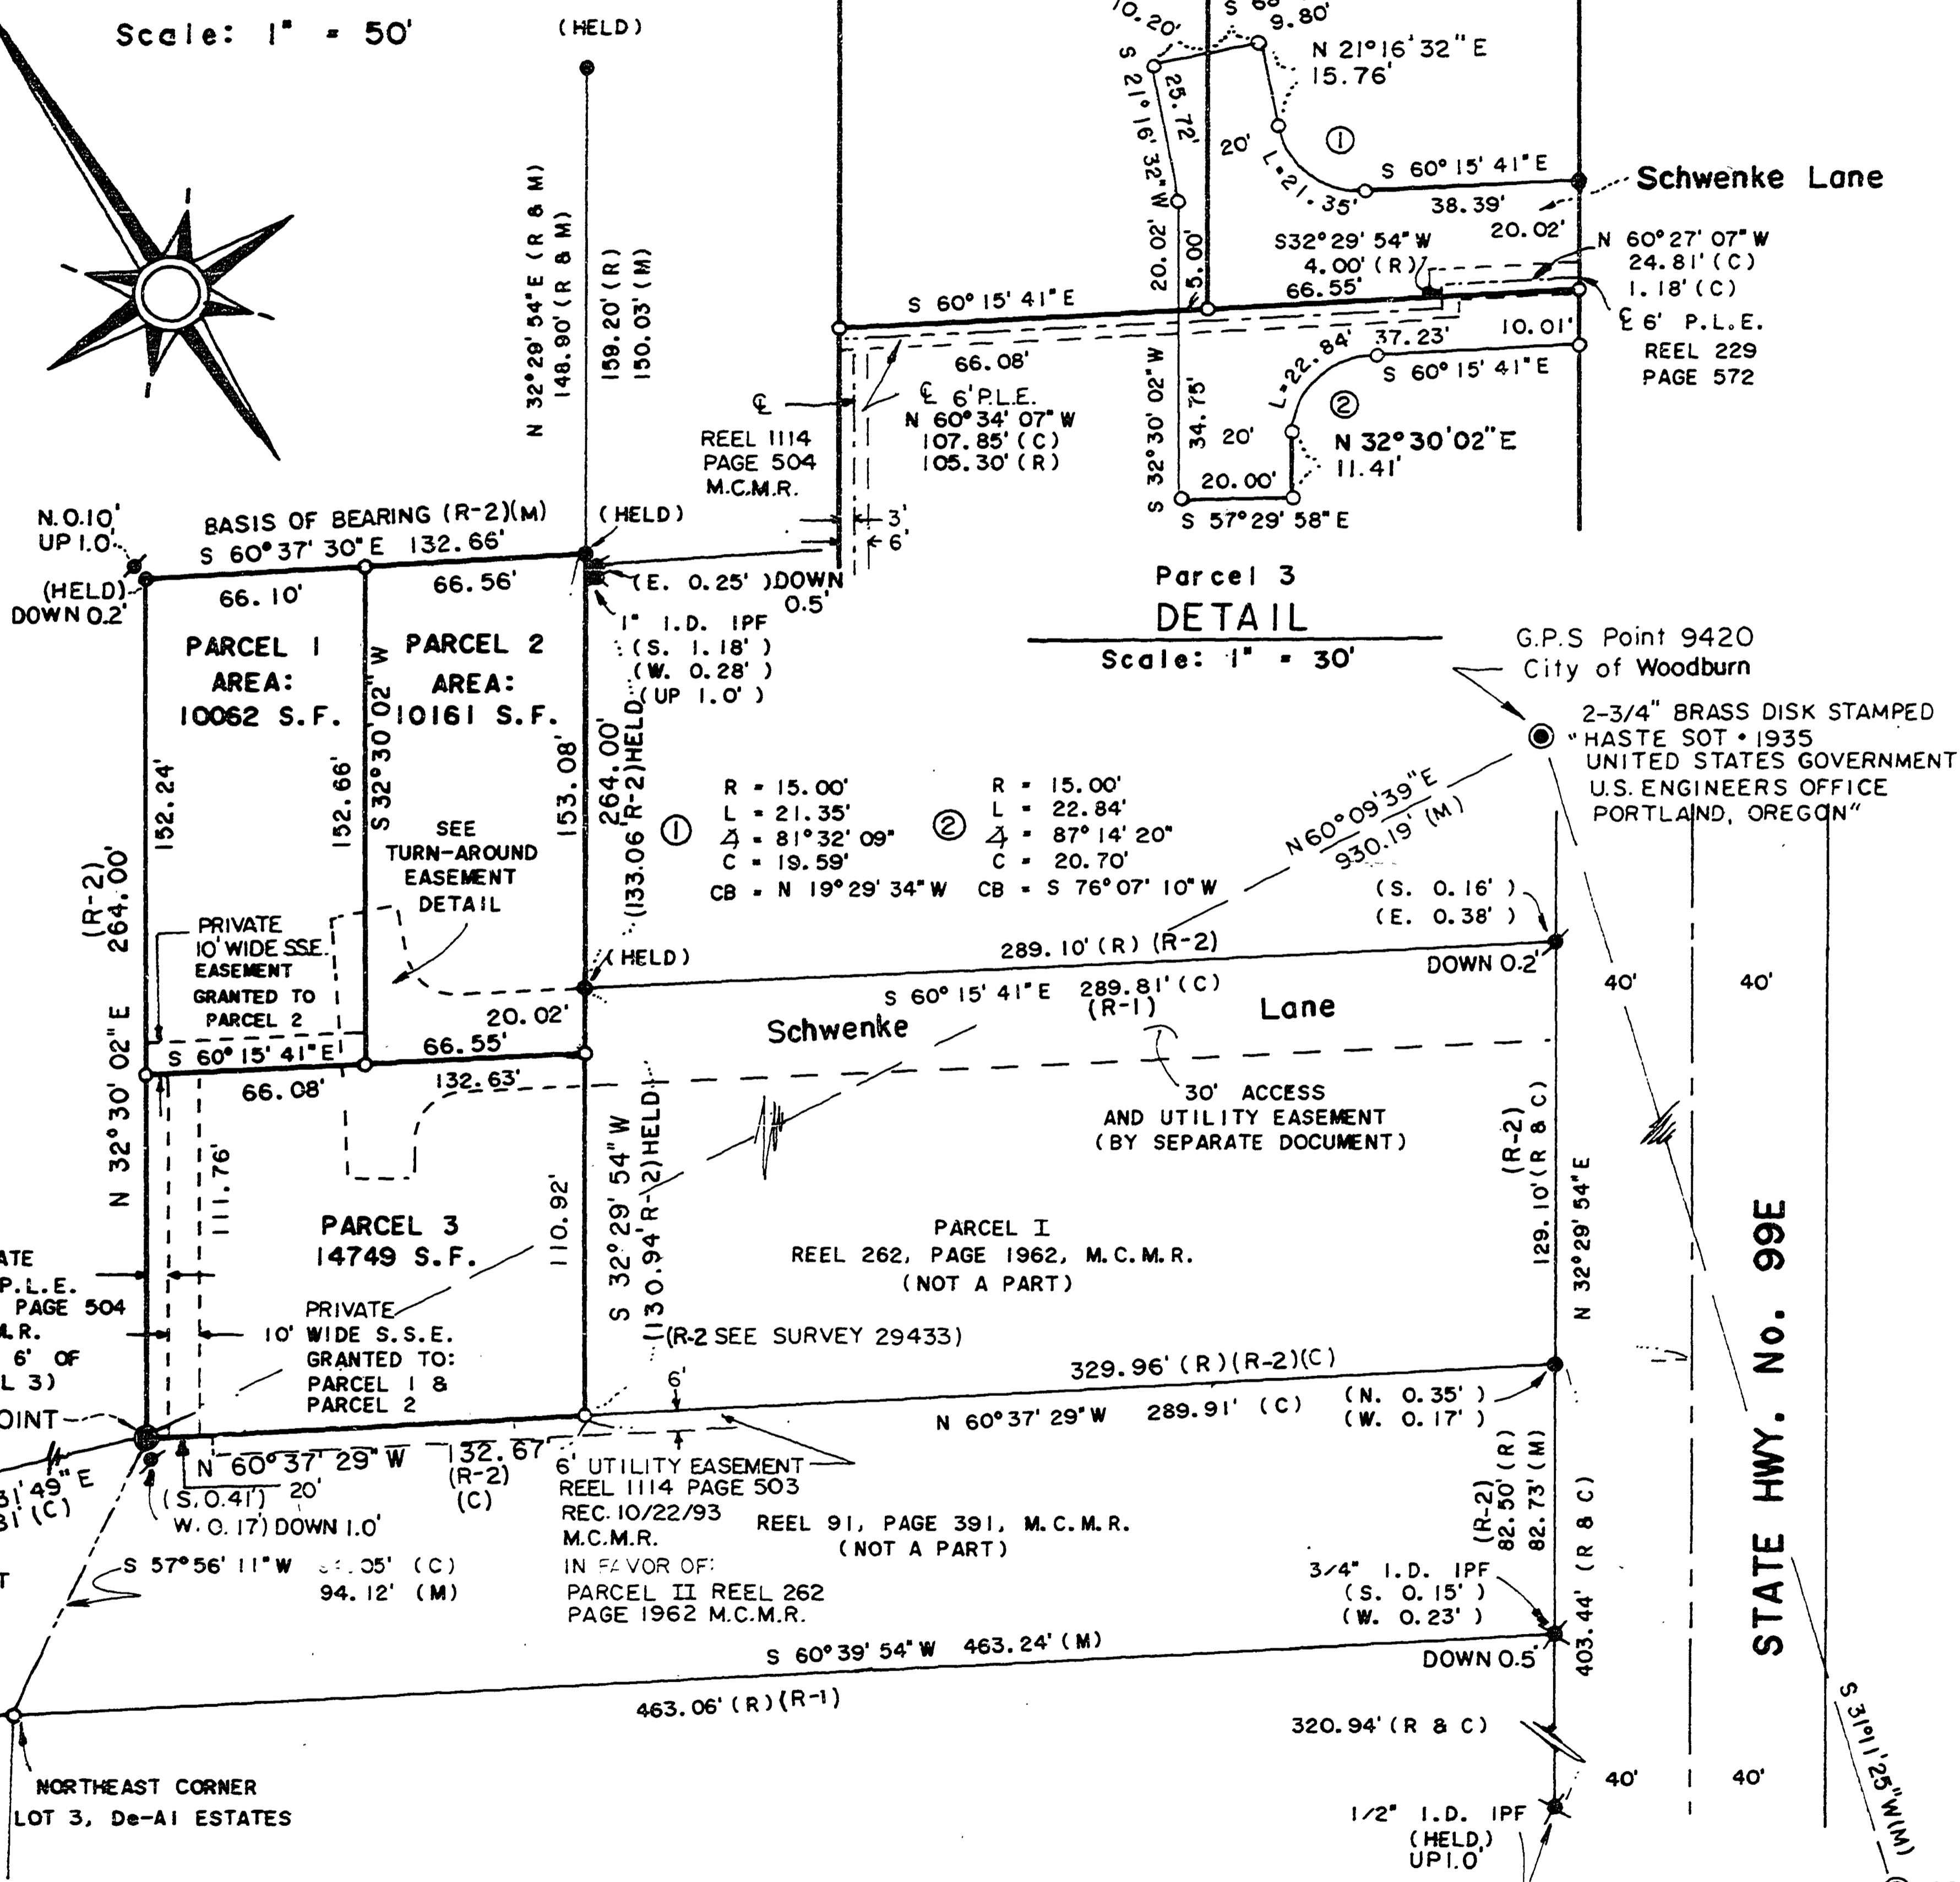 Scale: 1" = 50'
(HELD)
N 32°29'54"E (R & M)
148.90' (R & M)
159.20' (R)
150.03' (M)
10.20'
9.80'
N 21°16'32"E
15.76'
S 21°16'32"W
25.72'
20'
①
L=21.35'
S 60°15'41"E
38.39'
Schwenke Lane
20.02'
20.02'
5.00'
S32°29'54"W
4.00' (R)
66.55'
N 60°27'07"W
24.81' (C)
1.18' (C)
℄ 6' P.L.E.
REEL 229
PAGE 572
S 60°15'41"E
66.08'
10.01'
37.23'
S 60°15'41"E
L=22.84'
②
N 32°30'02"E
11.41'
S 32°30'02"W
34.75'
20'
20.00'
S 57°29'58"E
℄
REEL 1114
PAGE 504
M.C.M.R.
℄ 6' P.L.E.
N 60°34'07"W
107.85' (C)
105.30' (R)
3'
6'
Parcel 3
DETAIL
Scale: 1" = 30'
N. 0.10'
UP 1.0'
(HELD)
DOWN 0.2'
BASIS OF BEARING (R-2)(M)
S 60°37'30"E 132.66'
(HELD)
66.10'
66.56'
(E. 0.25') DOWN
0.5'
1" I.D. IPF
(S. 1.18')
(W. 0.28')
(UP 1.0')
PARCEL 1
AREA:
10062 S.F.
PARCEL 2
AREA:
10161 S.F.
152.24'
152.66'
S 32°30'02"W
153.08'
264.00'
(133.06' R-2) HELD
(R-2)
264.00'
N 32°30'02"E
SEE
TURN-AROUND
EASEMENT
DETAIL
PRIVATE
10' WIDE S.S.E.
EASEMENT
GRANTED TO
PARCEL 2
①
R = 15.00'
L = 21.35'
∡ = 81°32'09"
C = 19.59'
CB = N 19°29'34"W
②
R = 15.00'
L = 22.84'
∡ = 87°14'20"
C = 20.70'
CB = S 76°07'10"W
G.P.S Point 9420
City of Woodburn
2-3/4" BRASS DISK STAMPED
"HASTE SOT • 1935
UNITED STATES GOVERNMENT
U.S. ENGINEERS OFFICE
PORTLAND, OREGON"
N 60°09'39"E
930.19' (M)
(S. 0.16')
(E. 0.38')
DOWN 0.2'
40'
40'
(HELD)
289.10' (R) (R-2)
S 60°15'41"E 289.81' (C)
(R-1)
Schwenke Lane
20.02'
S 60°15'41"E
66.55'
66.08'
132.63'
30' ACCESS
AND UTILITY EASEMENT
(BY SEPARATE DOCUMENT)
111.76'
110.92'
S 32°29'54"W
(130.94' R-2) HELD
PARCEL 3
14749 S.F.
PARCEL I
REEL 262, PAGE 1962, M.C.M.R.
(NOT A PART)
(R-2)
129.10' (R & C)
N 32°29'54"E
STATE HWY. No. 99E
P.L.E.
PAGE 504
6' OF
PRIVATE
10' WIDE S.S.E.
GRANTED TO:
PARCEL 1 &
PARCEL 2
(R-2 SEE SURVEY 29433)
329.96' (R)(R-2)(C)
6'
N 60°37'29"W 289.91' (C)
(N. 0.35')
(W. 0.17')
N 60°37'29"W 132.67'
(R-2)
(C)
(S. 0.41') 20'
W. 0.17') DOWN 1.0'
6' UTILITY EASEMENT
REEL 1114 PAGE 503
REC. 10/22/93
M.C.M.R.
IN FAVOR OF:
PARCEL II REEL 262
PAGE 1962 M.C.M.R.
REEL 91, PAGE 391, M.C.M.R.
(NOT A PART)
S 57°56'11"W (C)
94.12' (M)
(R-2)
82.50' (R)
82.73' (M)
403.44' (R & C)
3/4" I.D. IPF
(S. 0.15')
(W. 0.23')
DOWN 0.5'
S 60°39'54"W 463.24' (M)
463.06' (R)(R-1)
320.94' (R & C)
40'
40'
S 31°11'25"W(M)
NORTHEAST CORNER
LOT 3, De-Al ESTATES
1/2" I.D. IPF
(HELD)
UP 1.0'